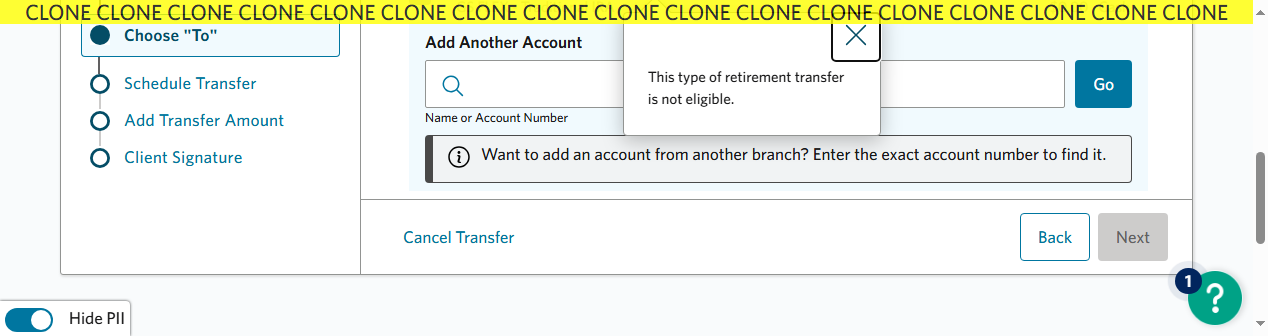 CLONE CLONE CLONE CLONE CLONE CLONE CLONE CLONE CLONE CLONE CLONE CLONE CLONE CLONE CLONE CLONE CLONE
Choose "To"
Schedule Transfer
Add Transfer Amount
Client Signature
Add Another Account
This type of retirement transfer
is not eligible.
Go
Name or Account Number
Want to add an account from another branch? Enter the exact account number to find it.
Cancel Transfer
Back
Next
1
?
Hide PII